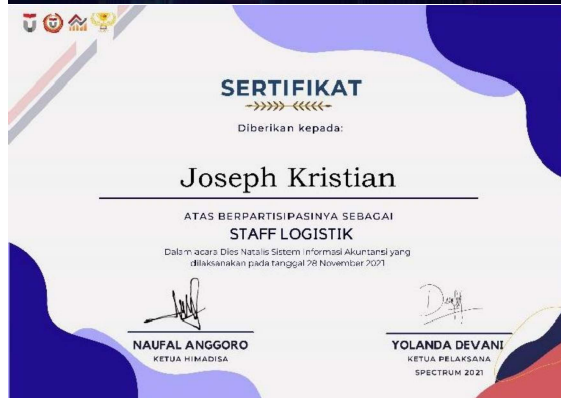 SERTIFIKAT
Diberikan kepada:
Joseph Kristian
ATAS BERPARTISIPASINYA SEBAGAI
STAFF LOGISTIK
Dalam acara Dies Natalis Sistem Informasi Akuntansi yang
dilaksanakan pada tanggal 28 November 2021
NAUFAL ANGGORO
KETUA HIMADISA
YOLANDA DEVANI
KETUA PELAKSANA
SPECTRUM 2021